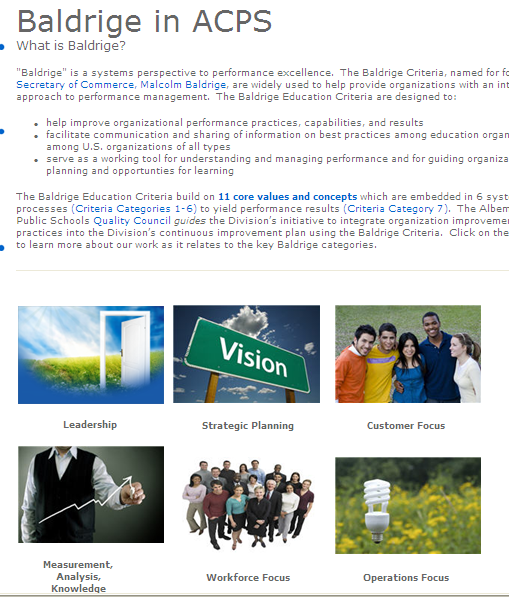 Baldrige in ACPS
What is Baldrige?
"Baldrige" is a systems perspective to performance excellence. The Baldrige Criteria, named for
Secretary of Commerce, Malcolm Baldrige, are widely used to help provide organizations with an
approach to performance management. The Baldrige Education Criteria are designed to:
help improve organizational performance practices, capabilities, and results
facilitate communication and sharing of information on best practices among education
among U.S. organizations of all types
serve as a working tool for understanding and managing performance and for guiding
planning and opportunities for learning
The Baldrige Education Criteria build on 11 core values and concepts which are embedded in 6
processes (Criteria Categories 1-6) to yield performance results (Criteria Category 7). The
Public Schools Quality Council guides the Division's initiative to integrate organization
practices into the Division's continuous improvement plan using the Baldrige Criteria. Click on the
to learn more about our work as it relates to the key Baldrige categories.
Vision
Leadership
Strategic Planning
Customer Focus
Measurement,
Analysis,
Knowledge
Workforce Focus
Operations Focus